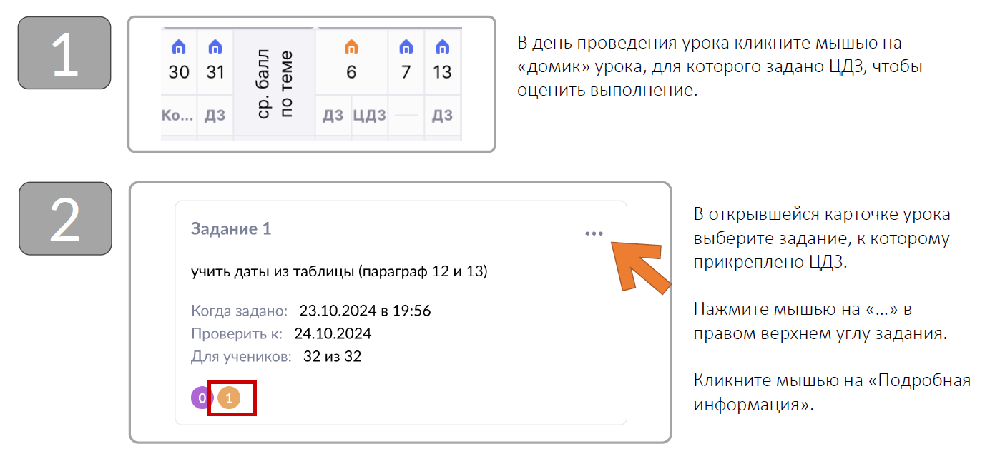 1
30 31 6 7 13
ср. балл
по теме
Ко... ДЗ ДЗ ЦДЗ ДЗ
В день проведения урока кликните мышью на
«домик» урока, для которого задано ЦДЗ, чтобы
оценить выполнение.
2
Задание 1
...
учить даты из таблицы (параграф 12 и 13)
Когда задано: 23.10.2024 в 19:56
Проверить к: 24.10.2024
Для учеников: 32 из 32
0 1
В открывшейся карточке урока
выберите задание, к которому
прикреплено ЦДЗ.
Нажмите мышью на «...» в
правом верхнем углу задания.
Кликните мышью на «Подробная
информация».